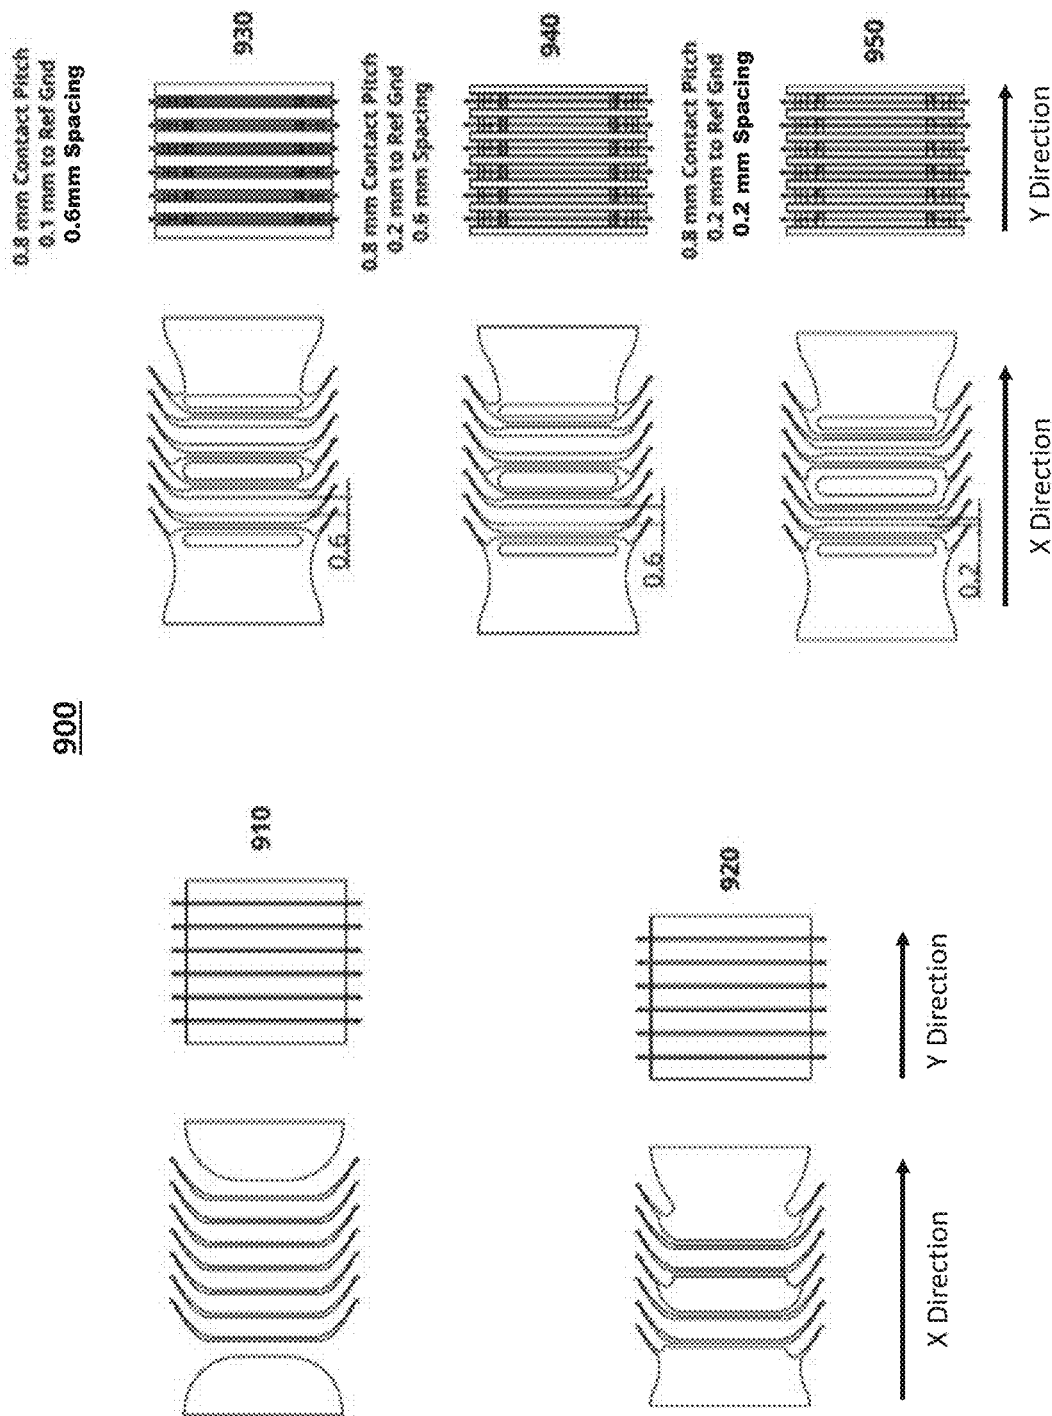 900
910
X Direction
Y Direction
920
X Direction
Y Direction
0.8 mm Contact Pitch
0.1 mm to Ref Gnd
0.6mm Spacing
930
0.6
0.8 mm Contact Pitch
0.2 mm to Ref Gnd
0.6 mm Spacing
940
0.6
0.8 mm Contact Pitch
0.2 mm to Ref Gnd
0.2 mm Spacing
950
0.2